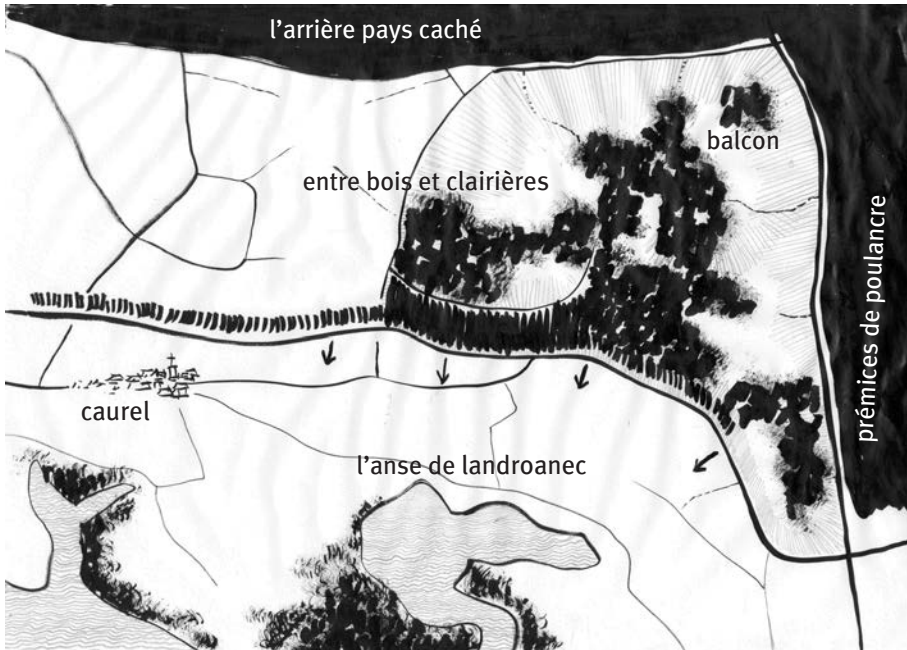 l'arrière pays caché
balcon
entre bois et clairières
prémices de poulancre
caurel
l'anse de landroanec